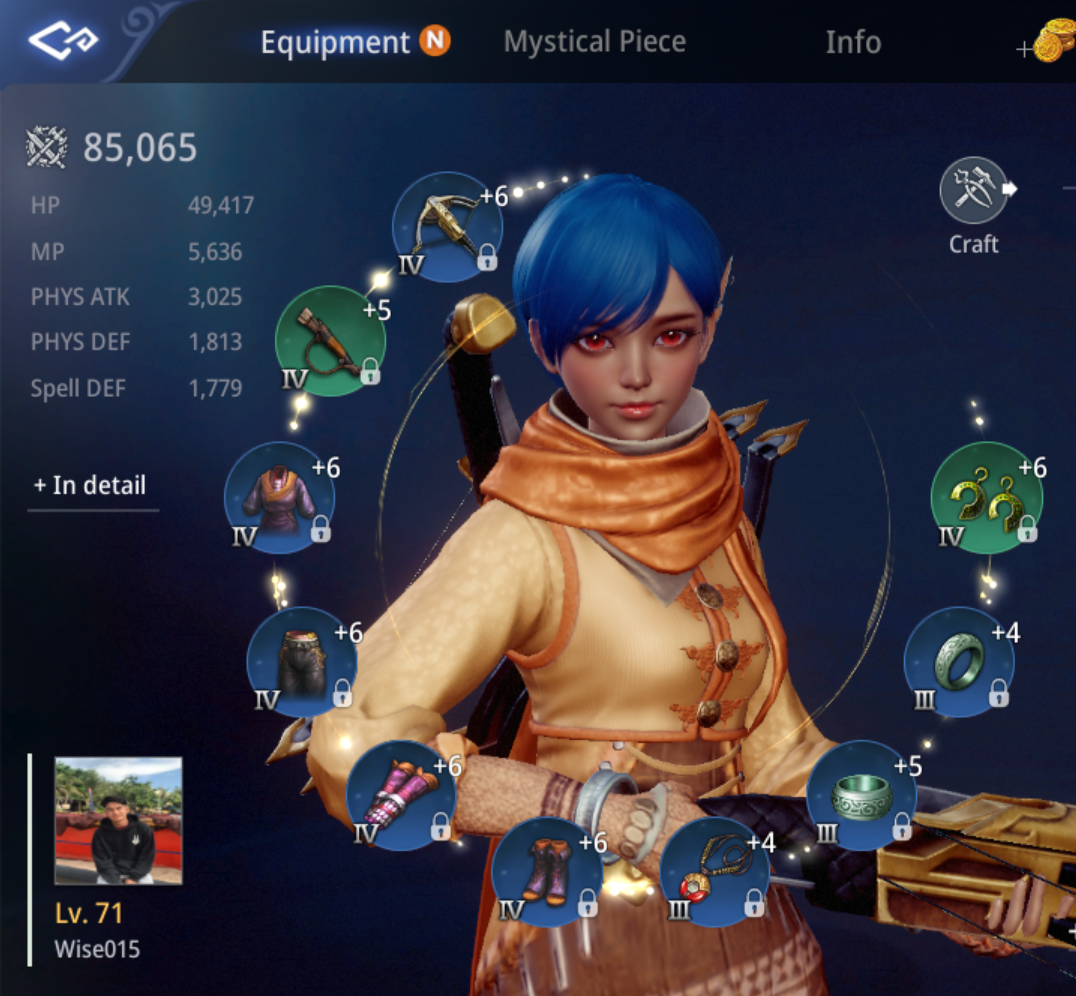 Equipment N Mystical Piece Info +
85,065
HP 49,417
MP 5,636
PHYS ATK 3,025
PHYS DEF 1,813
Spell DEF 1,779
+ In detail
Craft
+6
IV
+5
IV
+6
IV
+6
IV
+6
IV
+6
IV
+4
III
+5
III
+4
III
+6
IV
Lv. 71
Wise015